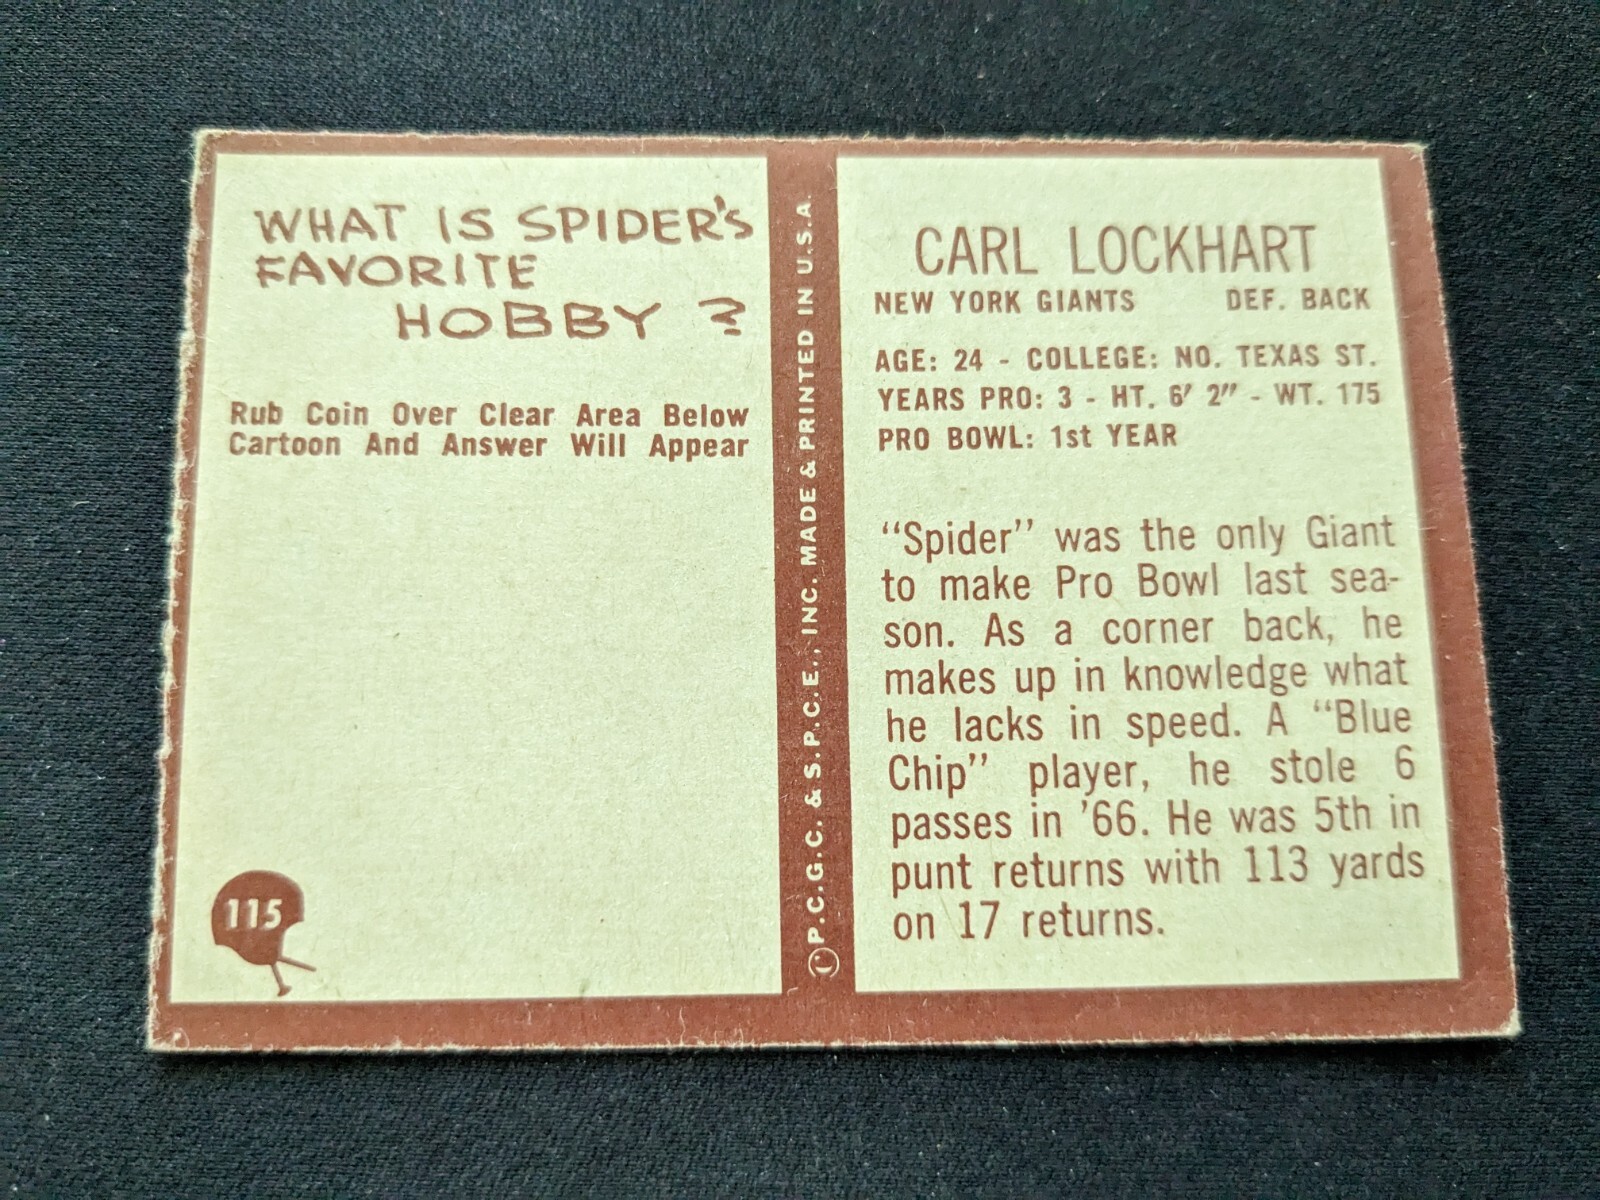 WHAT IS SPIDER'S
FAVORITE
HOBBY?
Rub Coin Over Clear Area Below
Cartoon And Answer Will Appear
115
Ⓒ P.C.G.C. & S.P.C.E., INC. MADE & PRINTED IN U.S.A.
CARL LOCKHART
NEW YORK GIANTS DEF. BACK
AGE: 24 - COLLEGE: NO. TEXAS ST.
YEARS PRO: 3 - HT. 6' 2" - WT. 175
PRO BOWL: 1st YEAR
“Spider” was the only Giant
to make Pro Bowl last sea-
son. As a corner back, he
makes up in knowledge what
he lacks in speed. A “Blue
Chip” player, he stole 6
passes in '66. He was 5th in
punt returns with 113 yards
on 17 returns.